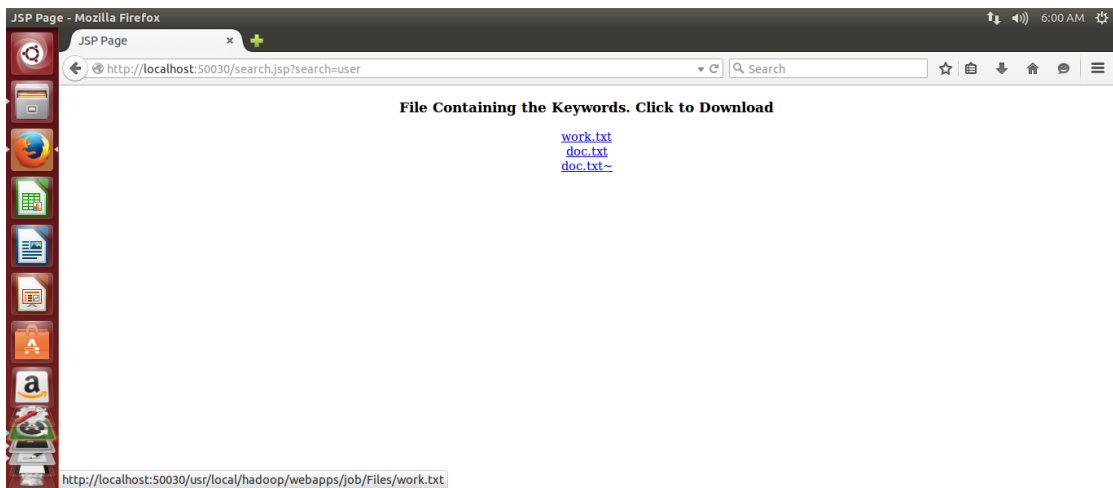 JSP Page - Mozilla Firefox
6:00 AM
JSP Page
http://localhost:50030/search.jsp?search=user
Search
File Containing the Keywords. Click to Download
work.txt
doc.txt
doc.txt~
a
http://localhost:50030/usr/local/hadoop/webapps/job/Files/work.txt